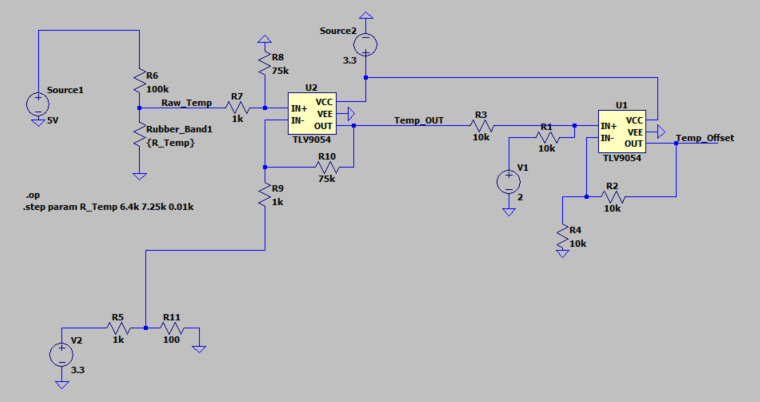 Source2
R8
75k
3.3
R6
100k
Source1
5V
Raw_Temp
R7
1k
U2
IN+
IN-
VCC
VEE
OUT
TLV9054
Rubber_Band1
{R_Temp}
Temp_OUT
R3
10k
R1
10k
U1
IN+
IN-
VCC
VEE
OUT
TLV9054
Temp_Offset
R10
75k
V1
2
R9
1k
R2
10k
.op
.step param R_Temp 6.4k 7.25k 0.01k
R4
10k
R5
1k
R11
100
V2
3.3